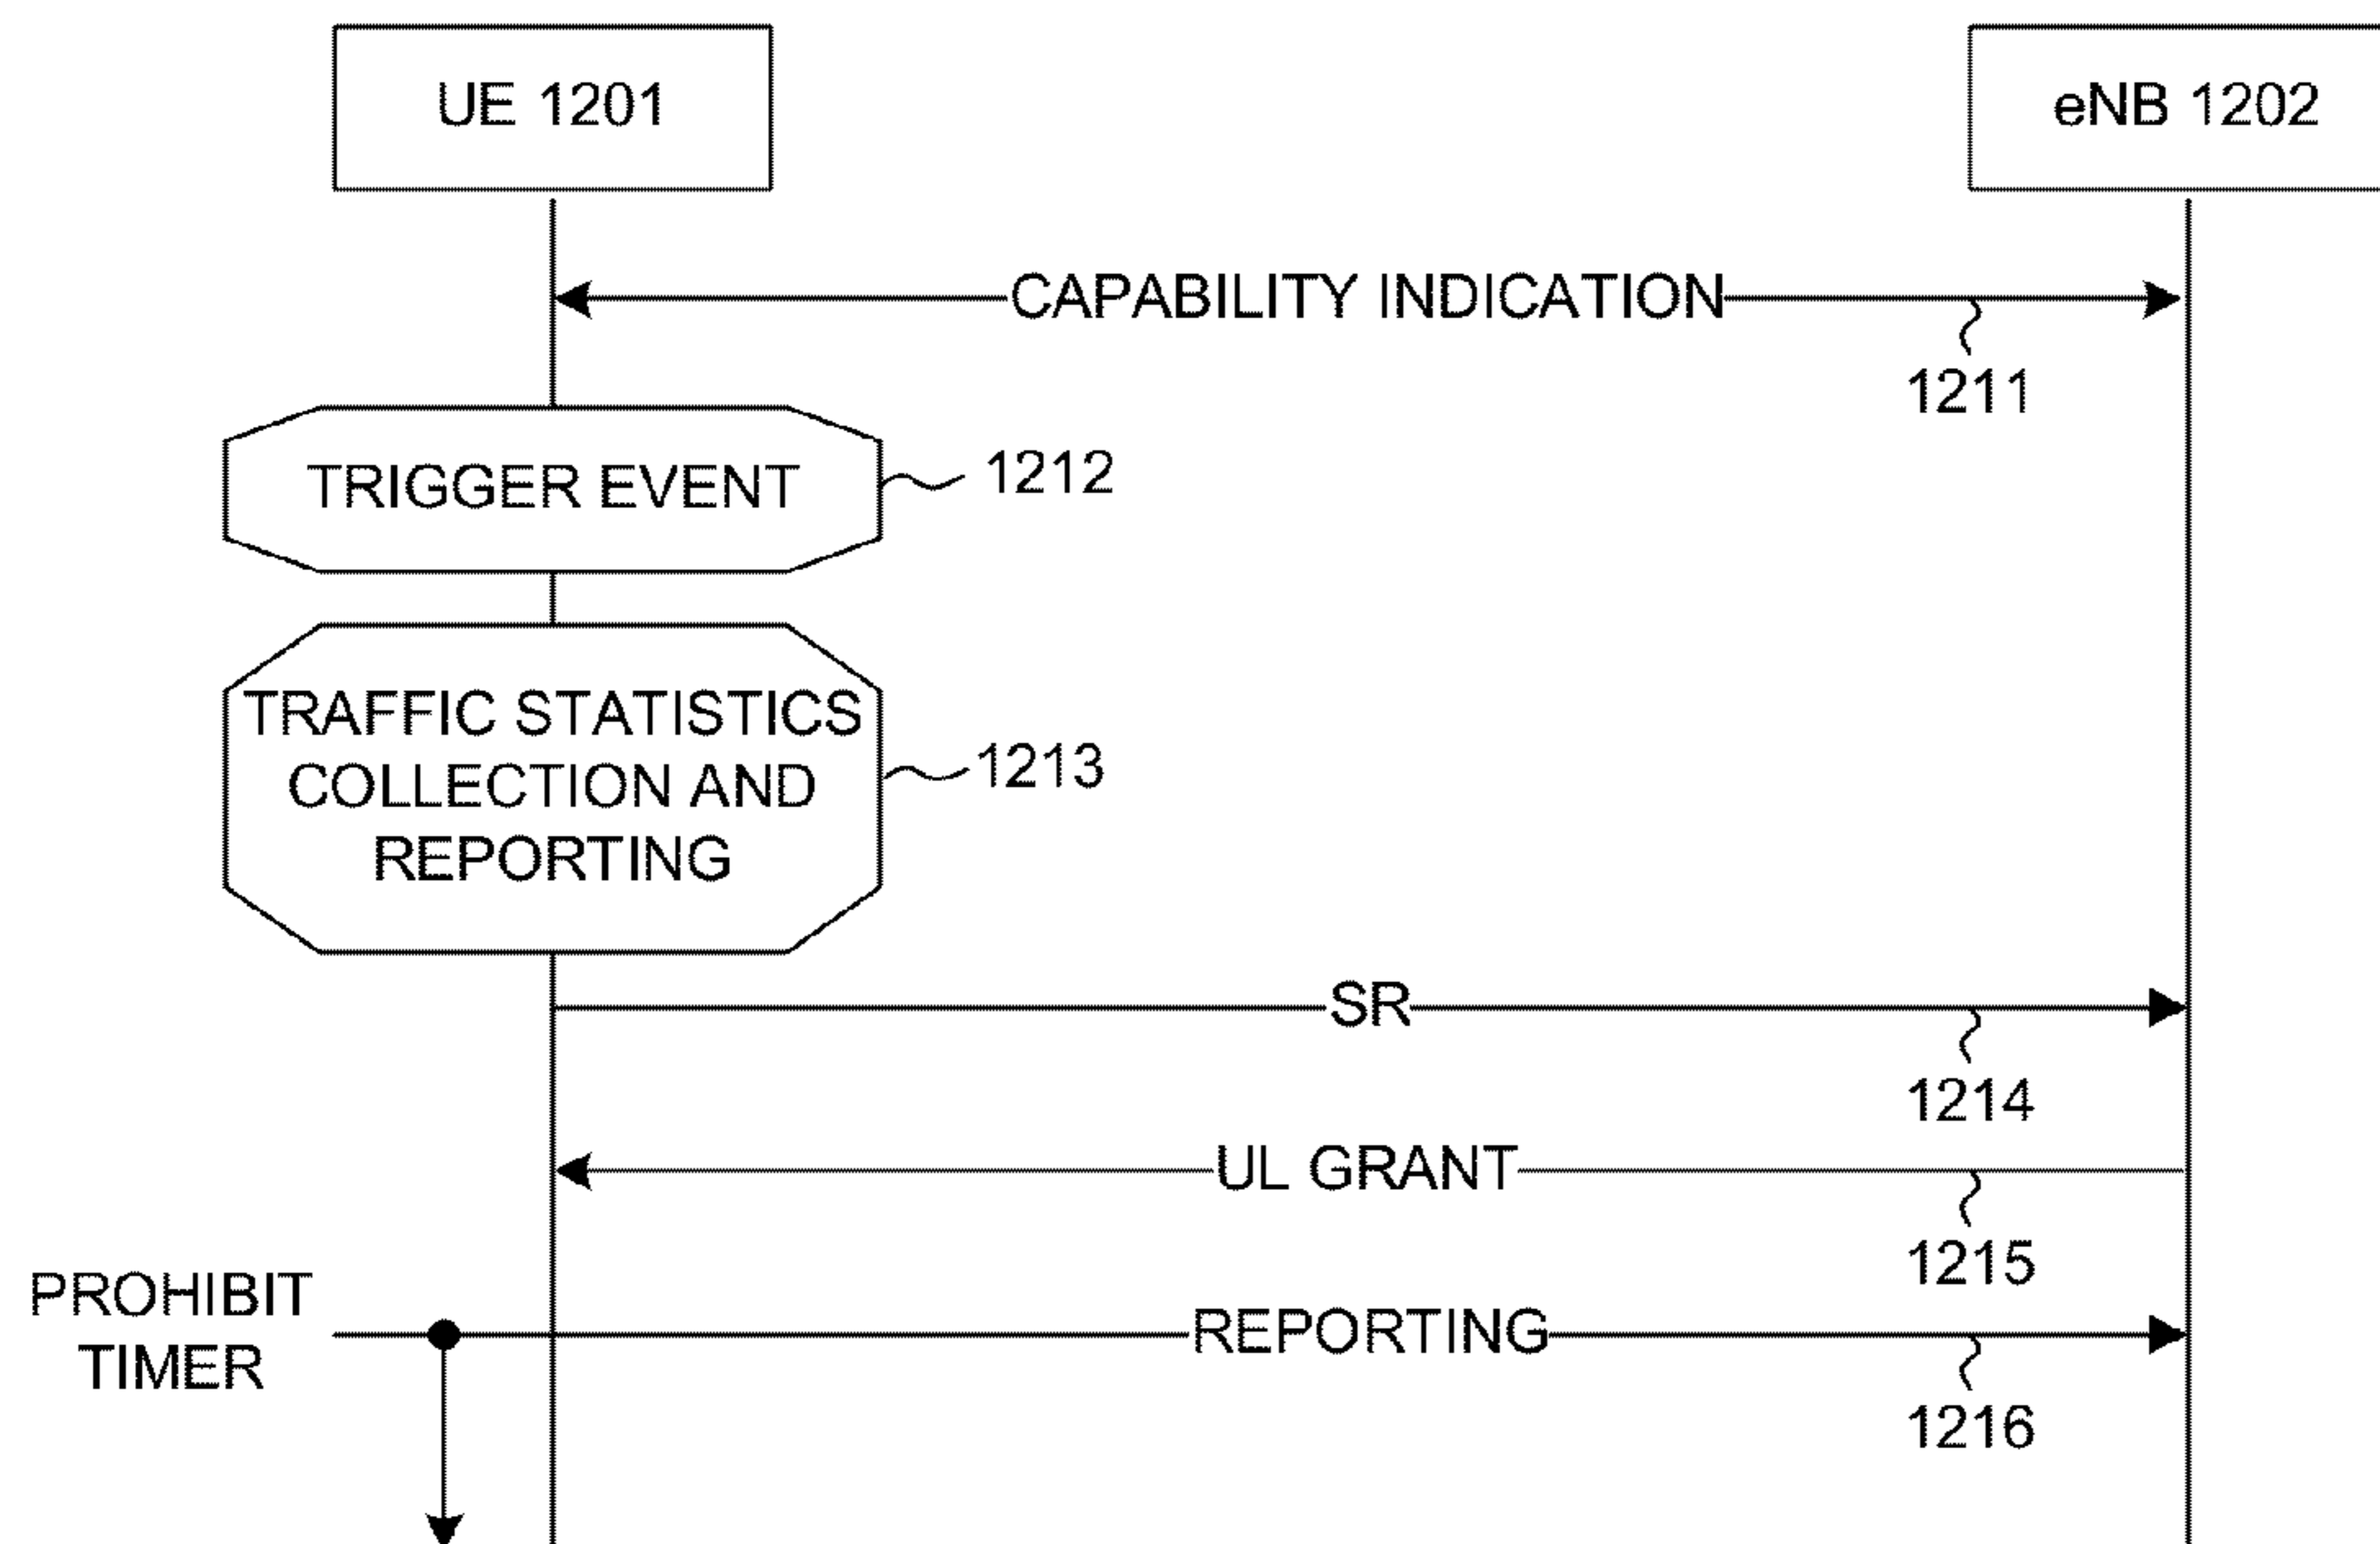 UE 1201
eNB 1202
CAPABILITY INDICATION
1211
TRIGGER EVENT
1212
TRAFFIC STATISTICS
COLLECTION AND
REPORTING
1213
SR
1214
UL GRANT
1215
PROHIBIT
TIMER
REPORTING
1216